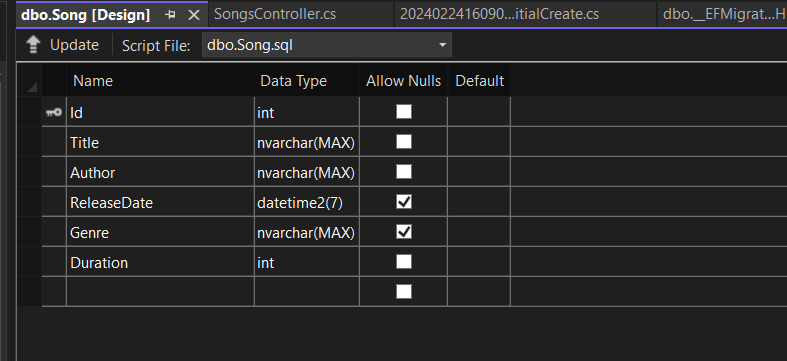 dbo.Song [Design] SongsController.cs 2024022416090...itialCreate.cs dbo.__EFMigrat...H
Update Script File: dbo.Song.sql
Name Data Type Allow Nulls Default
Id int
Title nvarchar(MAX)
Author nvarchar(MAX)
ReleaseDate datetime2(7)
Genre nvarchar(MAX)
Duration int